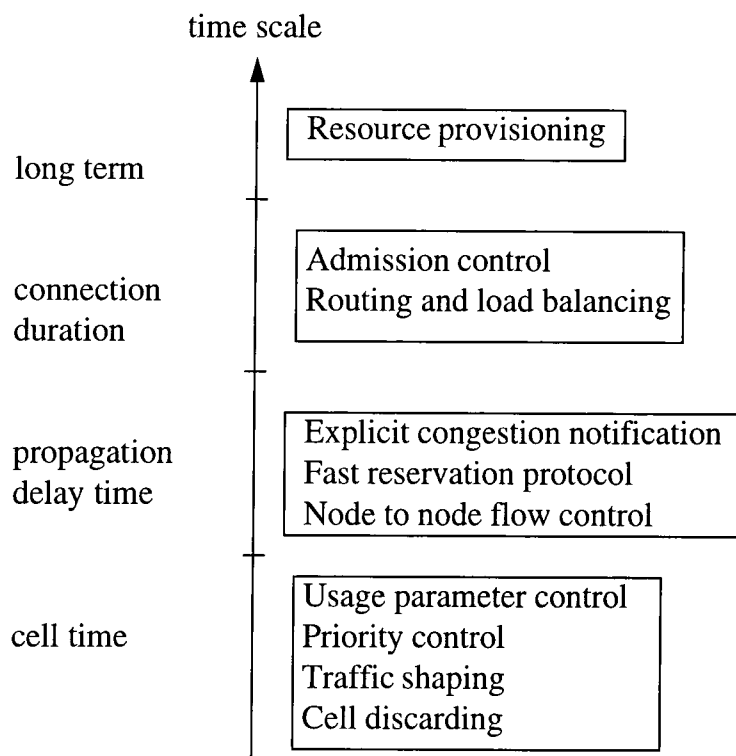 time scale
long term
Resource provisioning
connection
duration
Admission control
Routing and load balancing
propagation
delay time
Explicit congestion notification
Fast reservation protocol
Node to node flow control
cell time
Usage parameter control
Priority control
Traffic shaping
Cell discarding